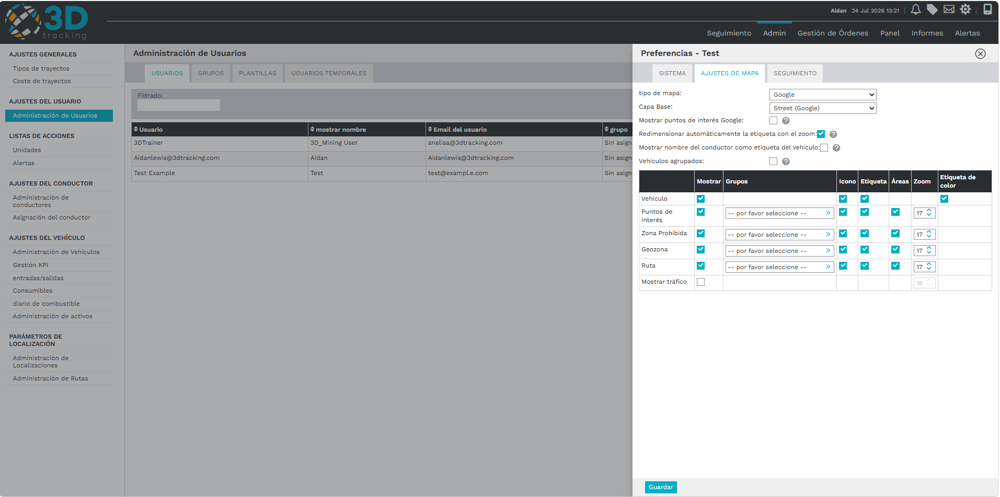 3D
tracking
Aidan 24 Jul 2026 13:21
Seguimiento Admin Gestión de Órdenes Panel Informes Alertas
AJUSTES GENERALES
Tipos de trayectos
Coste de trayectos
AJUSTES DEL USUARIO
Administración de Usuarios
LISTAS DE ACCIONES
Unidades
Alertas
AJUSTES DEL CONDUCTOR
Administración de
conductores
Asignación del conductor
AJUSTES DEL VEHÍCULO
Administración de Vehículos
Gestión KPI
entradas/salidas
Consumibles
diario de combustible
Administración de activos
PARÁMETROS DE
LOCALIZACIÓN
Administración de
Localizaciones
Administración de Rutas
Administración de Usuarios
USUARIOS GRUPOS PLANTILLAS USUARIOS TEMPORALES
Filtrado:
Usuario mostrar nombre Email del usuario grupo
3DTrainer 3D_Mining User anelisa@3dtracking.com Sin asign
Aidanlewis@3dtracking.com Aidan Aidanlewis@3dtracking.com Sin asign
Test Example Test test@exampl.e.com Sin asign
Preferencias - Test
SISTEMA AJUSTES DE MAPA SEGUIMIENTO
tipo de mapa: Google
Capa Base: Street (Google)
Mostrar puntos de interés Google: ?
Redimensionar automáticamente la etiqueta con el zoom: ?
Mostrar nombre del conductor como etiqueta del vehículo: ?
Vehículos agrupados: ?
Mostrar Grupos Icono Etiqueta Áreas Zoom Etiqueta de
color
Vehículo
Puntos de
interés -- por favor seleccione -- » 17
Zona Prohibida -- por favor seleccione -- » 17
Geozona -- por favor seleccione -- » 17
Ruta -- por favor seleccione -- » 17
Mostrar tráfico 16
Guardar